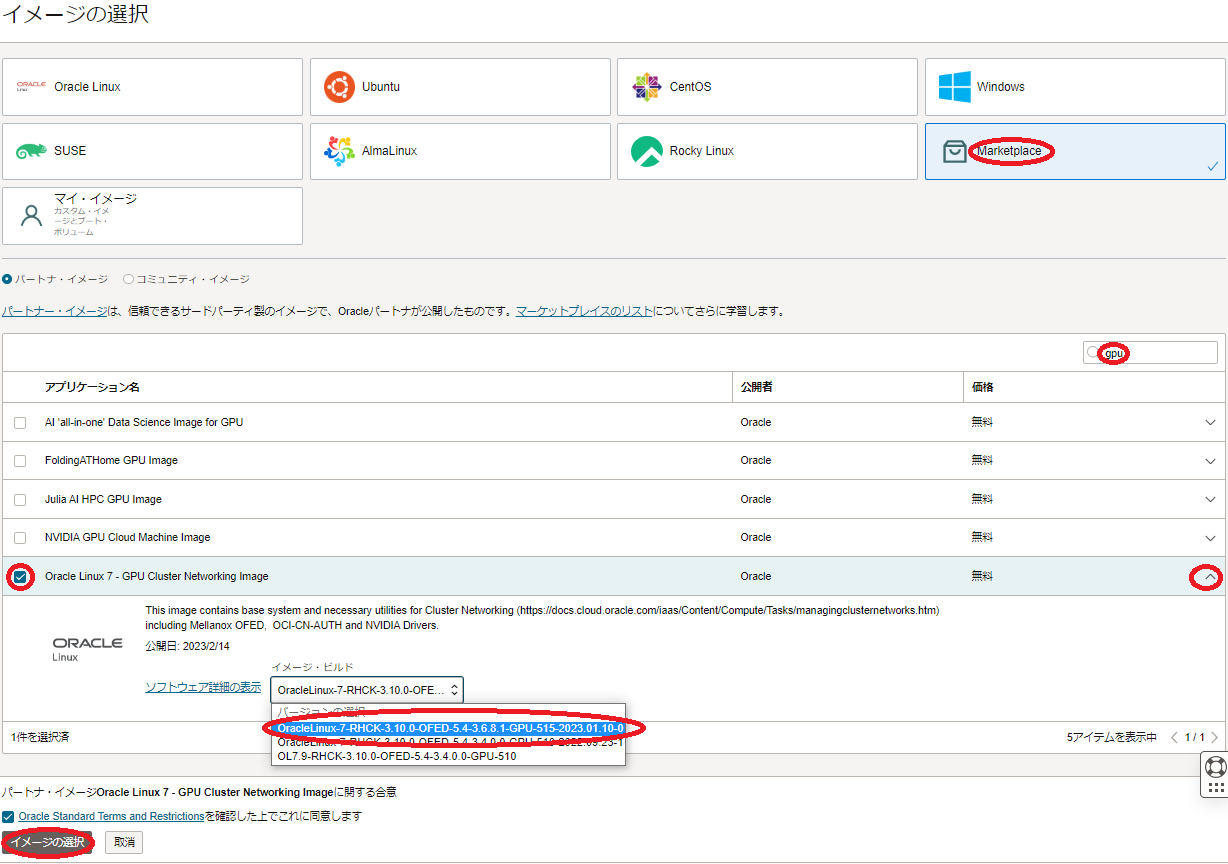 イメージの選択
ORACLE Linux Oracle Linux
Ubuntu
CentOS
Windows
SUSE
AlmaLinux
Rocky Linux
Marketplace
マイ・イメージ
カスタム・イメ
ージとブート・
ボリューム
パートナ・イメージ コミュニティ・イメージ
パートナー・イメージは、信頼できるサードパーティ製のイメージで、Oracleパートナが公開したものです。マーケットプレイスのリストについてさらに学習します。
gpu
アプリケーション名 公開者 価格
AI 'all-in-one' Data Science Image for GPU Oracle 無料
FoldingATHome GPU Image Oracle 無料
Julia AI HPC GPU Image Oracle 無料
NVIDIA GPU Cloud Machine Image Oracle 無料
Oracle Linux 7 - GPU Cluster Networking Image Oracle 無料
This image contains base system and necessary utilities for Cluster Networking (https://docs.cloud.oracle.com/iaas/Content/Compute/Tasks/managingclusternetworks.htm)
including Mellanox OFED, OCI-CN-AUTH and NVIDIA Drivers.
ORACLE
Linux
公開日: 2023/2/14
イメージ・ビルド
ソフトウェア詳細の表示 OracleLinux-7-RHCK-3.10.0-OFE...
バージョンの選択
OracleLinux-7-RHCK-3.10.0-OFED-5.4-3.6.8.1-GPU-515-2023.01.10-0
OracleLinux-7-RHCK-3.10.0-OFED-5.4-3.4.0.0-GPU-510-2022.09.23-1
OL7.9-RHCK-3.10.0-OFED-5.4-3.4.0.0-GPU-510
1件を選択済 5アイテムを表示中 1/1
パートナ・イメージOracle Linux 7 - GPU Cluster Networking Imageに関する合意
Oracle Standard Terms and Restrictionsを確認した上でこれに同意します
イメージの選択 取消